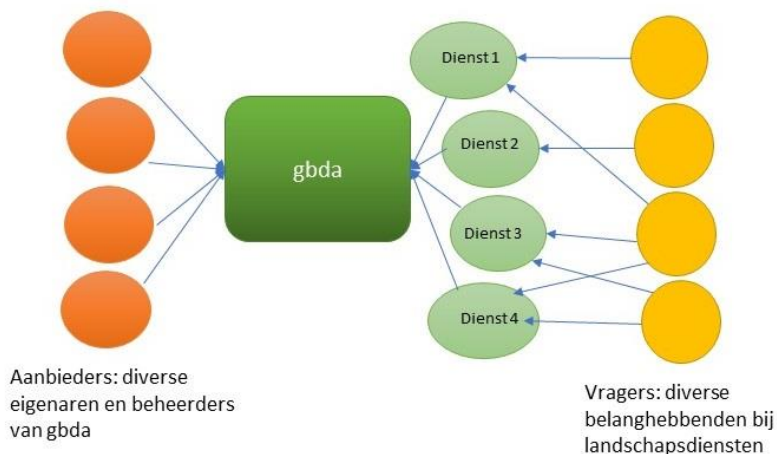 Dienst 1
gbda
Dienst 2
Dienst 3
Dienst 4
Aanbieders: diverse
eigenaren en beheerders
van gbda
Vragers: diverse
belanghebbenden bij
landschapsdiensten